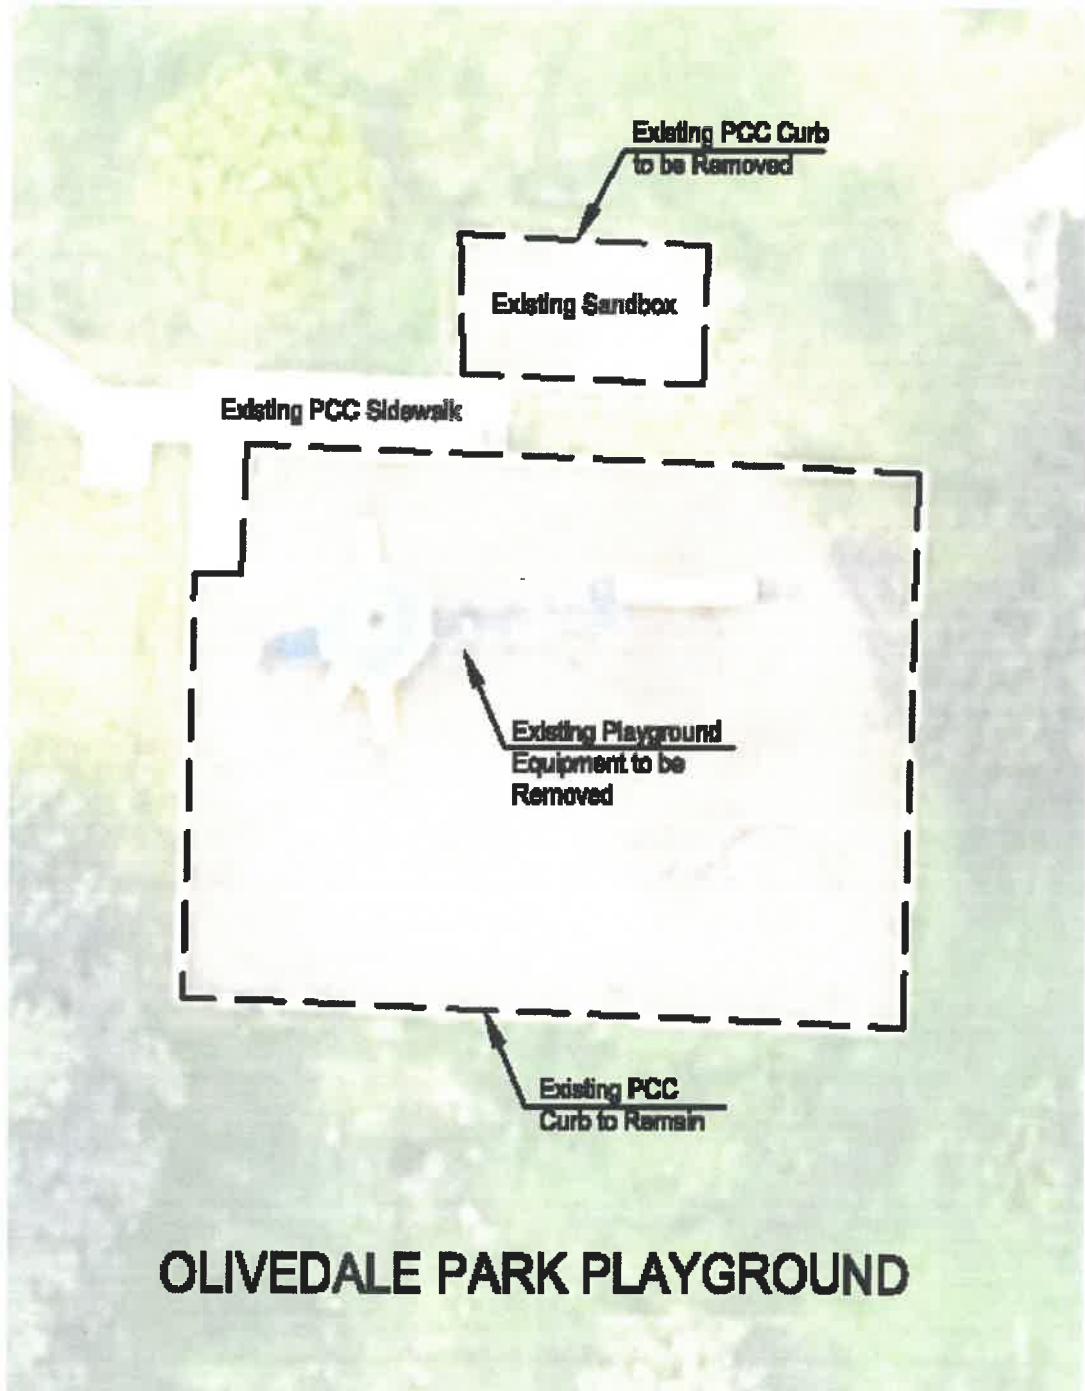 Existing PCC Curb
to be Removed
Existing Sandbox
Existing PCC Sidewalk
Existing Playground
Equipment to be
Removed
Existing PCC
Curb to Remain
OLIVEDALE PARK PLAYGROUND